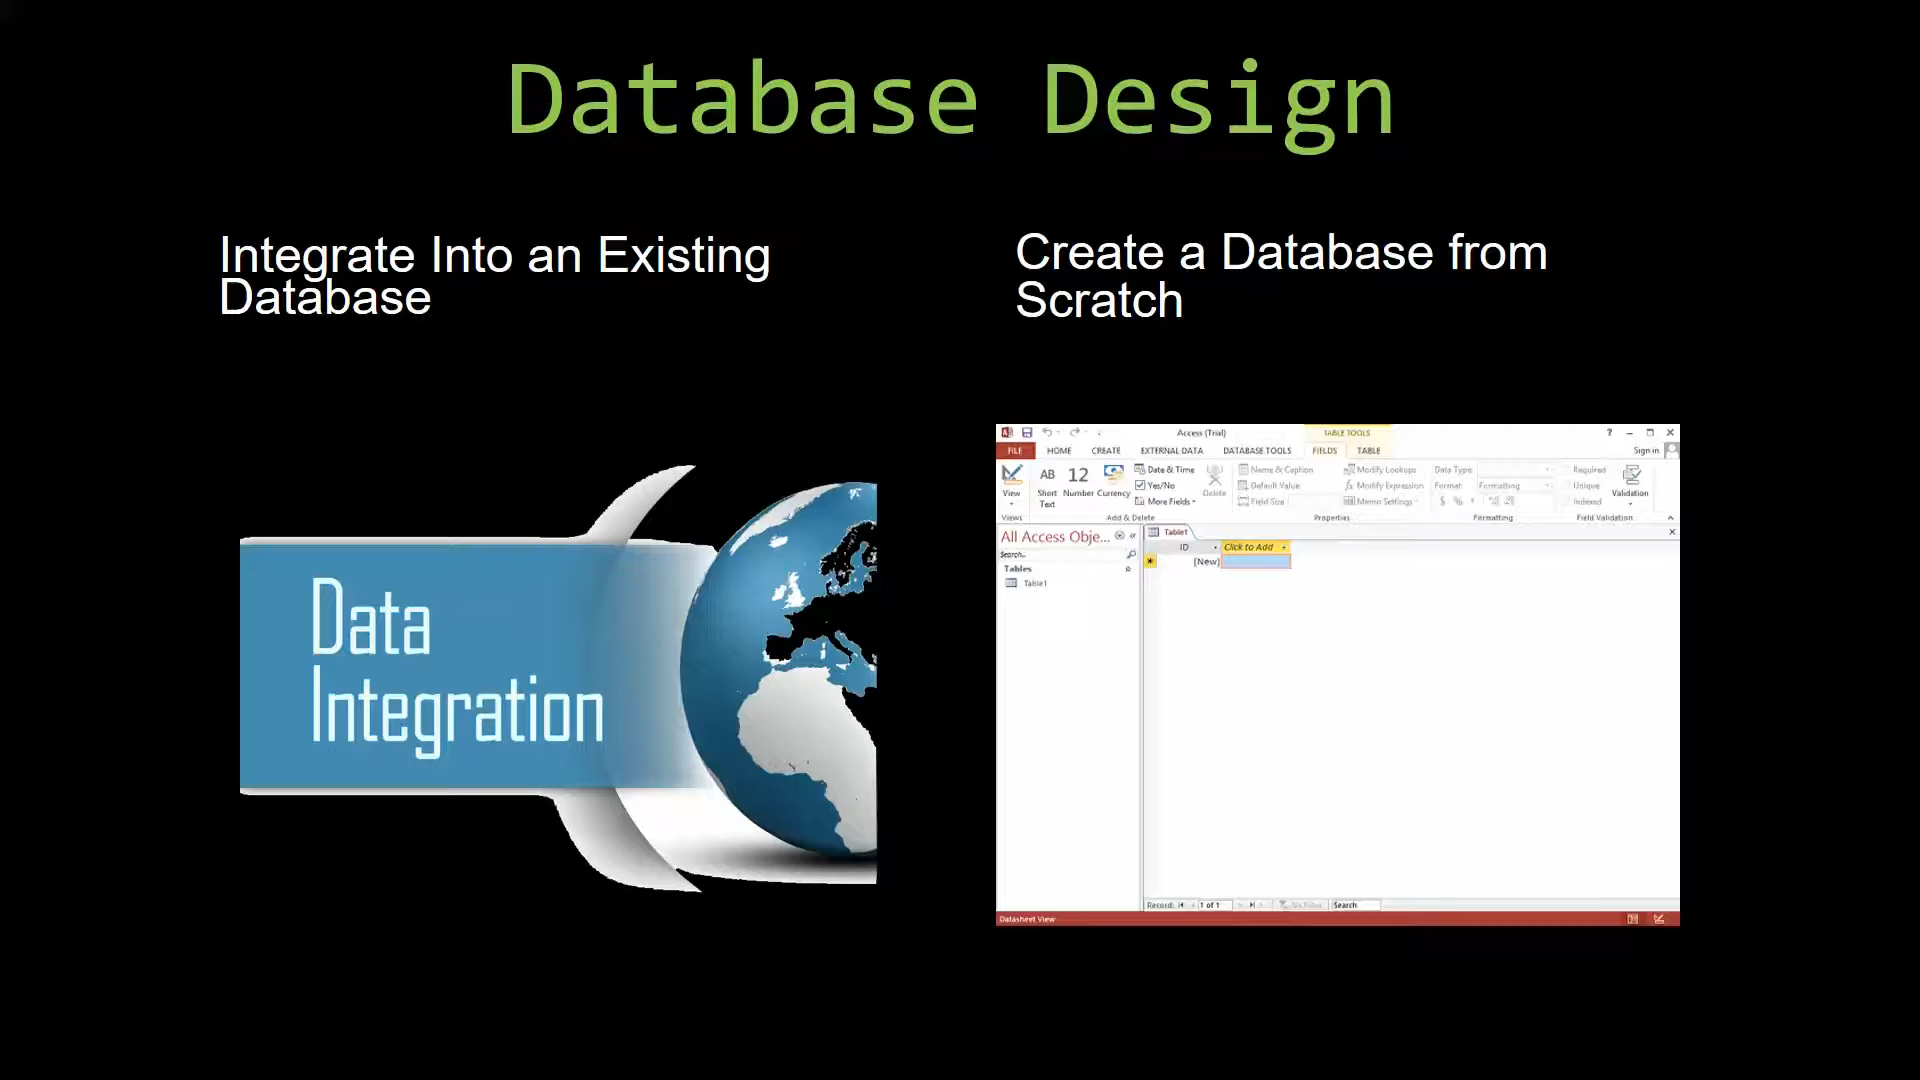 Database Design
Integrate Into an Existing
Database
Create a Database from
Scratch
Data
Integration
Access (Trial)
TABLE TOOLS
?
FILE
HOME
CREATE
EXTERNAL DATA
DATABASE TOOLS
FIELDS
TABLE
Sign in
View
AB
Short
Text
12
Number
Currency
Date & Time
Yes/No
More Fields
Delete
Name & Caption
Default Value
Field Size
Modify Lookups
Modify Expression
Memo Settings
Data Type:
Format: Formatting
$ %
Required
Unique
Indexed
Validation
Views
Add & Delete
Properties
Formatting
Field Validation
All Access Obje...
Search...
Tables
Table1
Table1
ID
Click to Add
(New)
Record:
1 of 1
No Filter
Search
Datasheet View